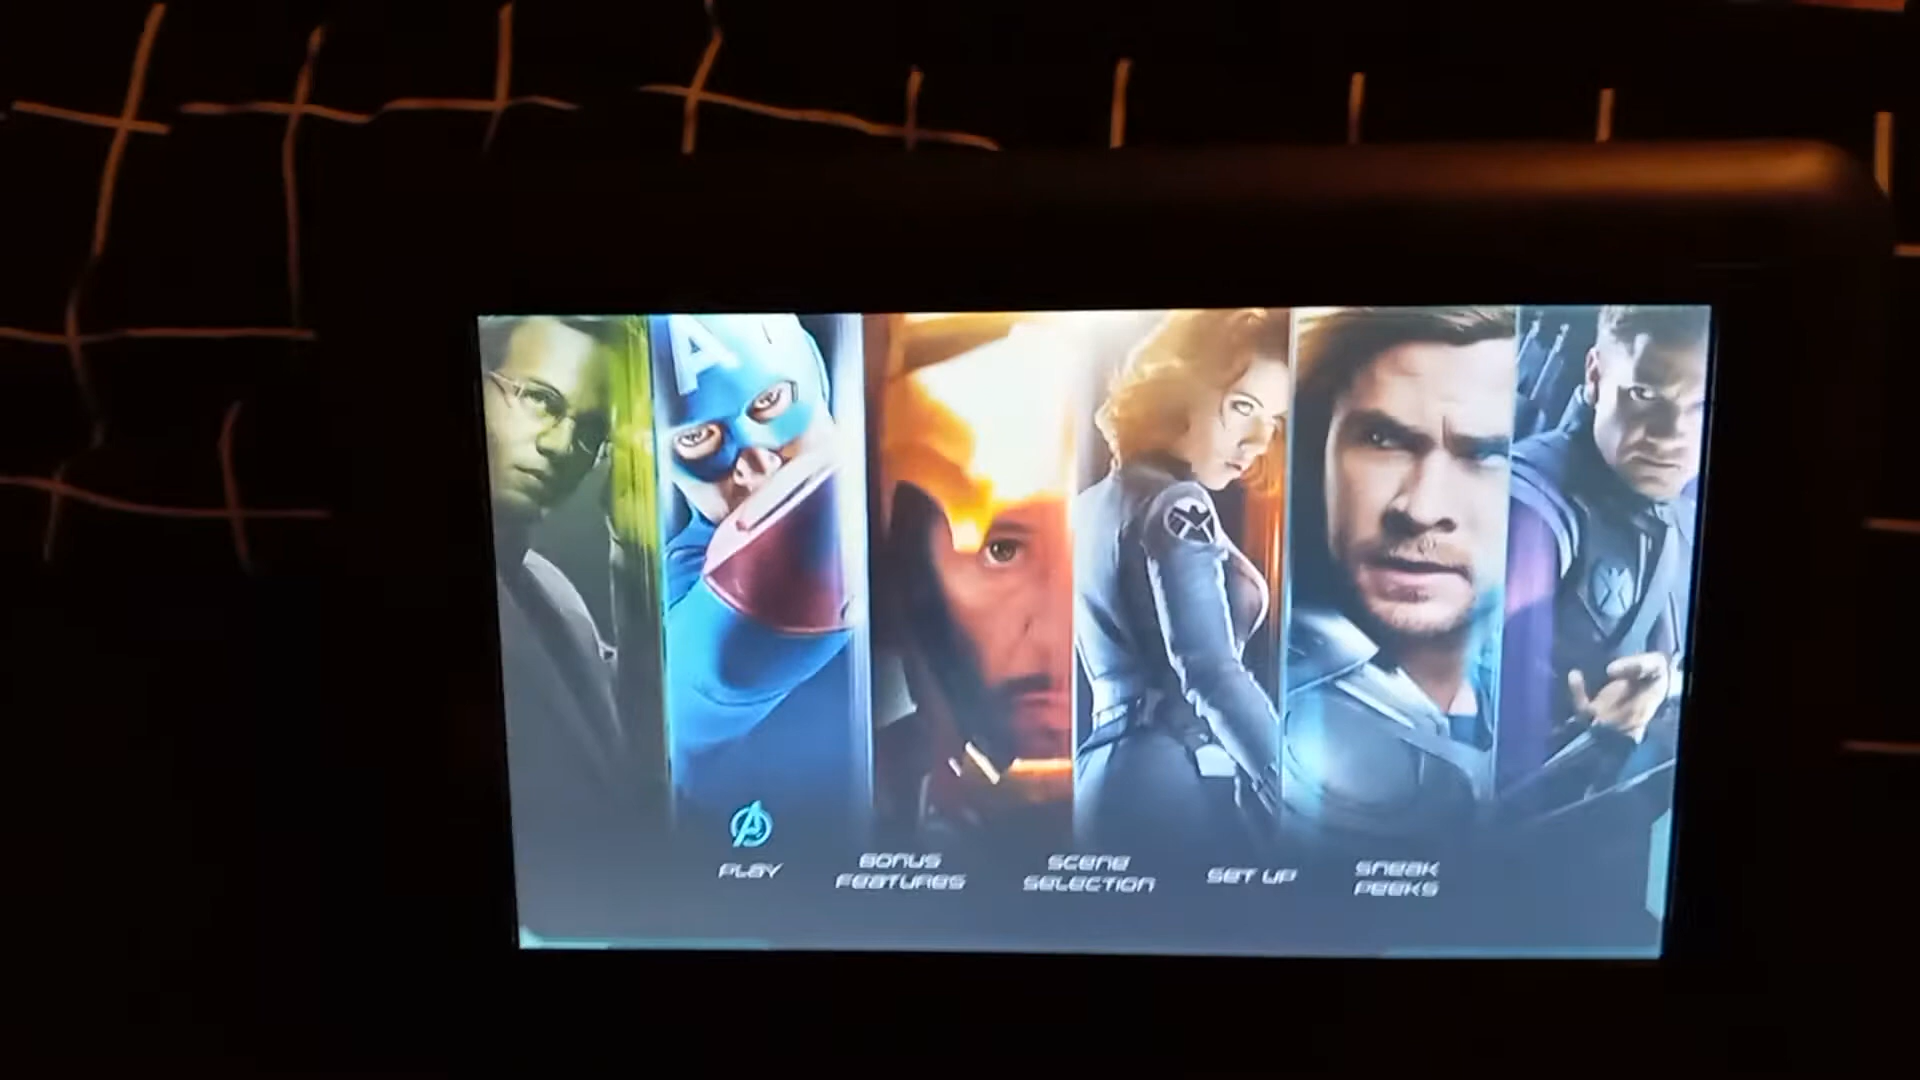 A
PLAY
BONUS
FEATURES
SCENE
SELECTION
SET UP
SNEAK
PEEKS